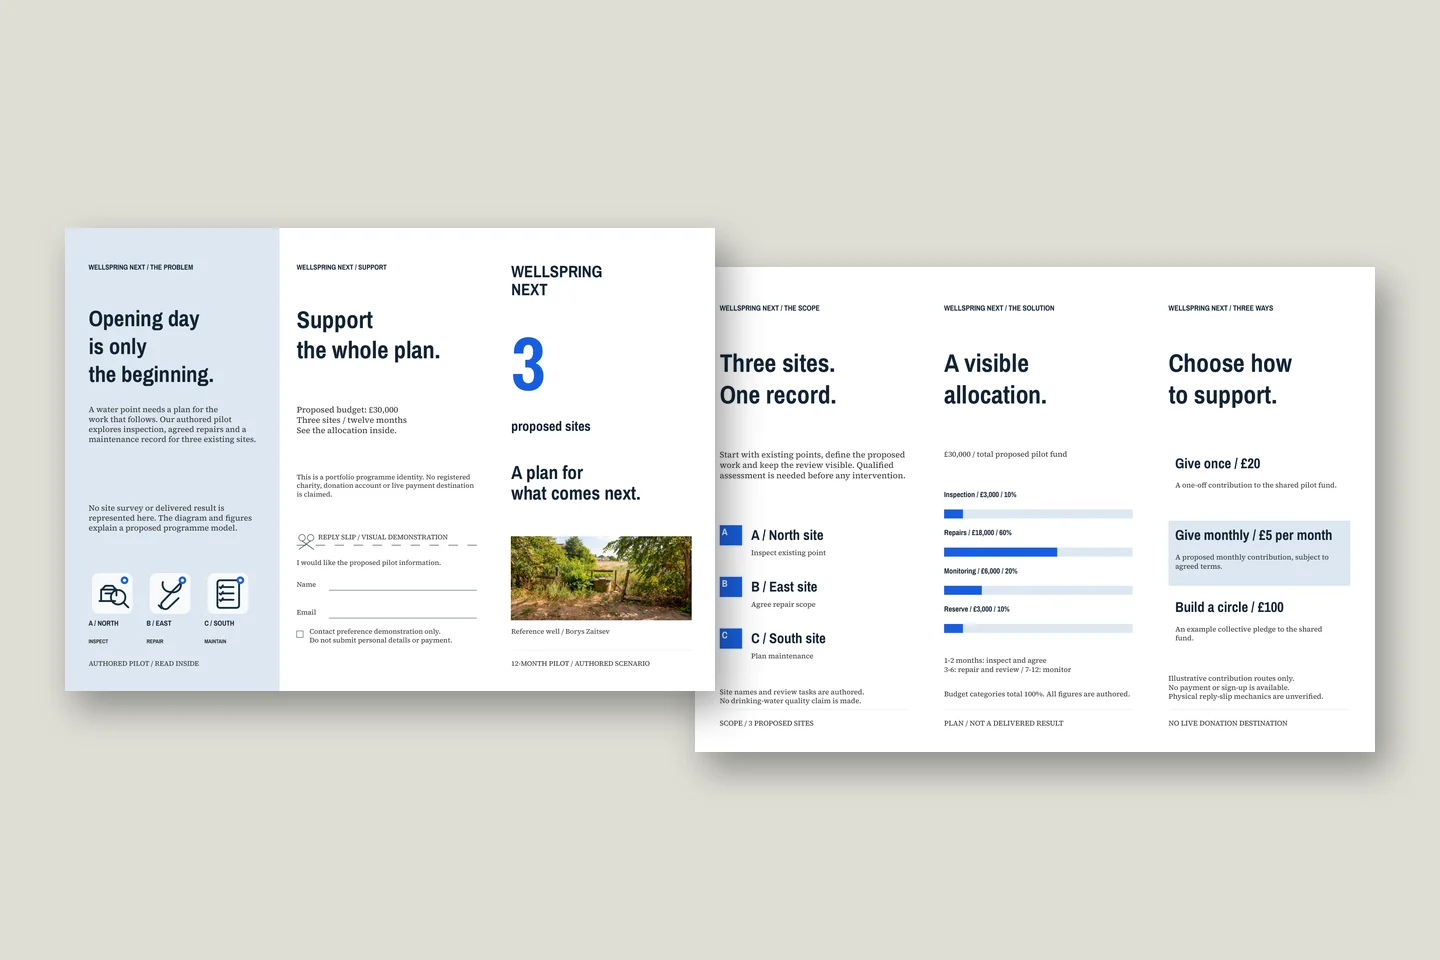 WELLSPRING NEXT / THE PROBLEM
Opening day
is only
the beginning.
A water point needs a plan for the
work that follows. Our authored pilot
explores inspection, agreed repairs and a
maintenance record for three existing sites.
No site survey or delivered result is
represented here. The diagram and figures
explain a proposed programme model.
A / NORTH
INSPECT
B / EAST
REPAIR
C / SOUTH
MAINTAIN
AUTHORED PILOT / READ INSIDE
WELLSPRING NEXT / SUPPORT
Support
the whole plan.
Proposed budget: £30,000
Three sites / twelve months
See the allocation inside.
This is a portfolio programme identity. No registered
charity, donation account or live payment destination
is claimed.
REPLY SLIP / VISUAL DEMONSTRATION
I would like the proposed pilot information.
Name
Email
Contact preference demonstration only.
Do not submit personal details or payment.
WELLSPRING
NEXT
3
proposed sites
A plan for
what comes next.
Reference well / Borys Zaitsev
12-MONTH PILOT / AUTHORED SCENARIO
WELLSPRING NEXT / THE SCOPE
Three sites.
One record.
Start with existing points, define the proposed
work and keep the review visible. Qualified
assessment is needed before any intervention.
A
A / North site
Inspect existing point
B
B / East site
Agree repair scope
C
C / South site
Plan maintenance
Site names and review tasks are authored.
No drinking-water quality claim is made.
SCOPE / 3 PROPOSED SITES
WELLSPRING NEXT / THE SOLUTION
A visible
allocation.
£30,000 / total proposed pilot fund
Inspection / £3,000 / 10%
Repairs / £18,000 / 60%
Monitoring / £6,000 / 20%
Reserve / £3,000 / 10%
1-2 months: inspect and agree
3-6: repair and review / 7-12: monitor
Budget categories total 100%. All figures are authored.
PLAN / NOT A DELIVERED RESULT
WELLSPRING NEXT / THREE WAYS
Choose how
to support.
Give once / £20
A one-off contribution to the shared pilot fund.
Give monthly / £5 per month
A proposed monthly contribution, subject to
agreed terms.
Build a circle / £100
An example collective pledge to the shared
fund.
Illustrative contribution routes only.
No payment or sign-up is available.
Physical reply-slip mechanics are unverified.
NO LIVE DONATION DESTINATION